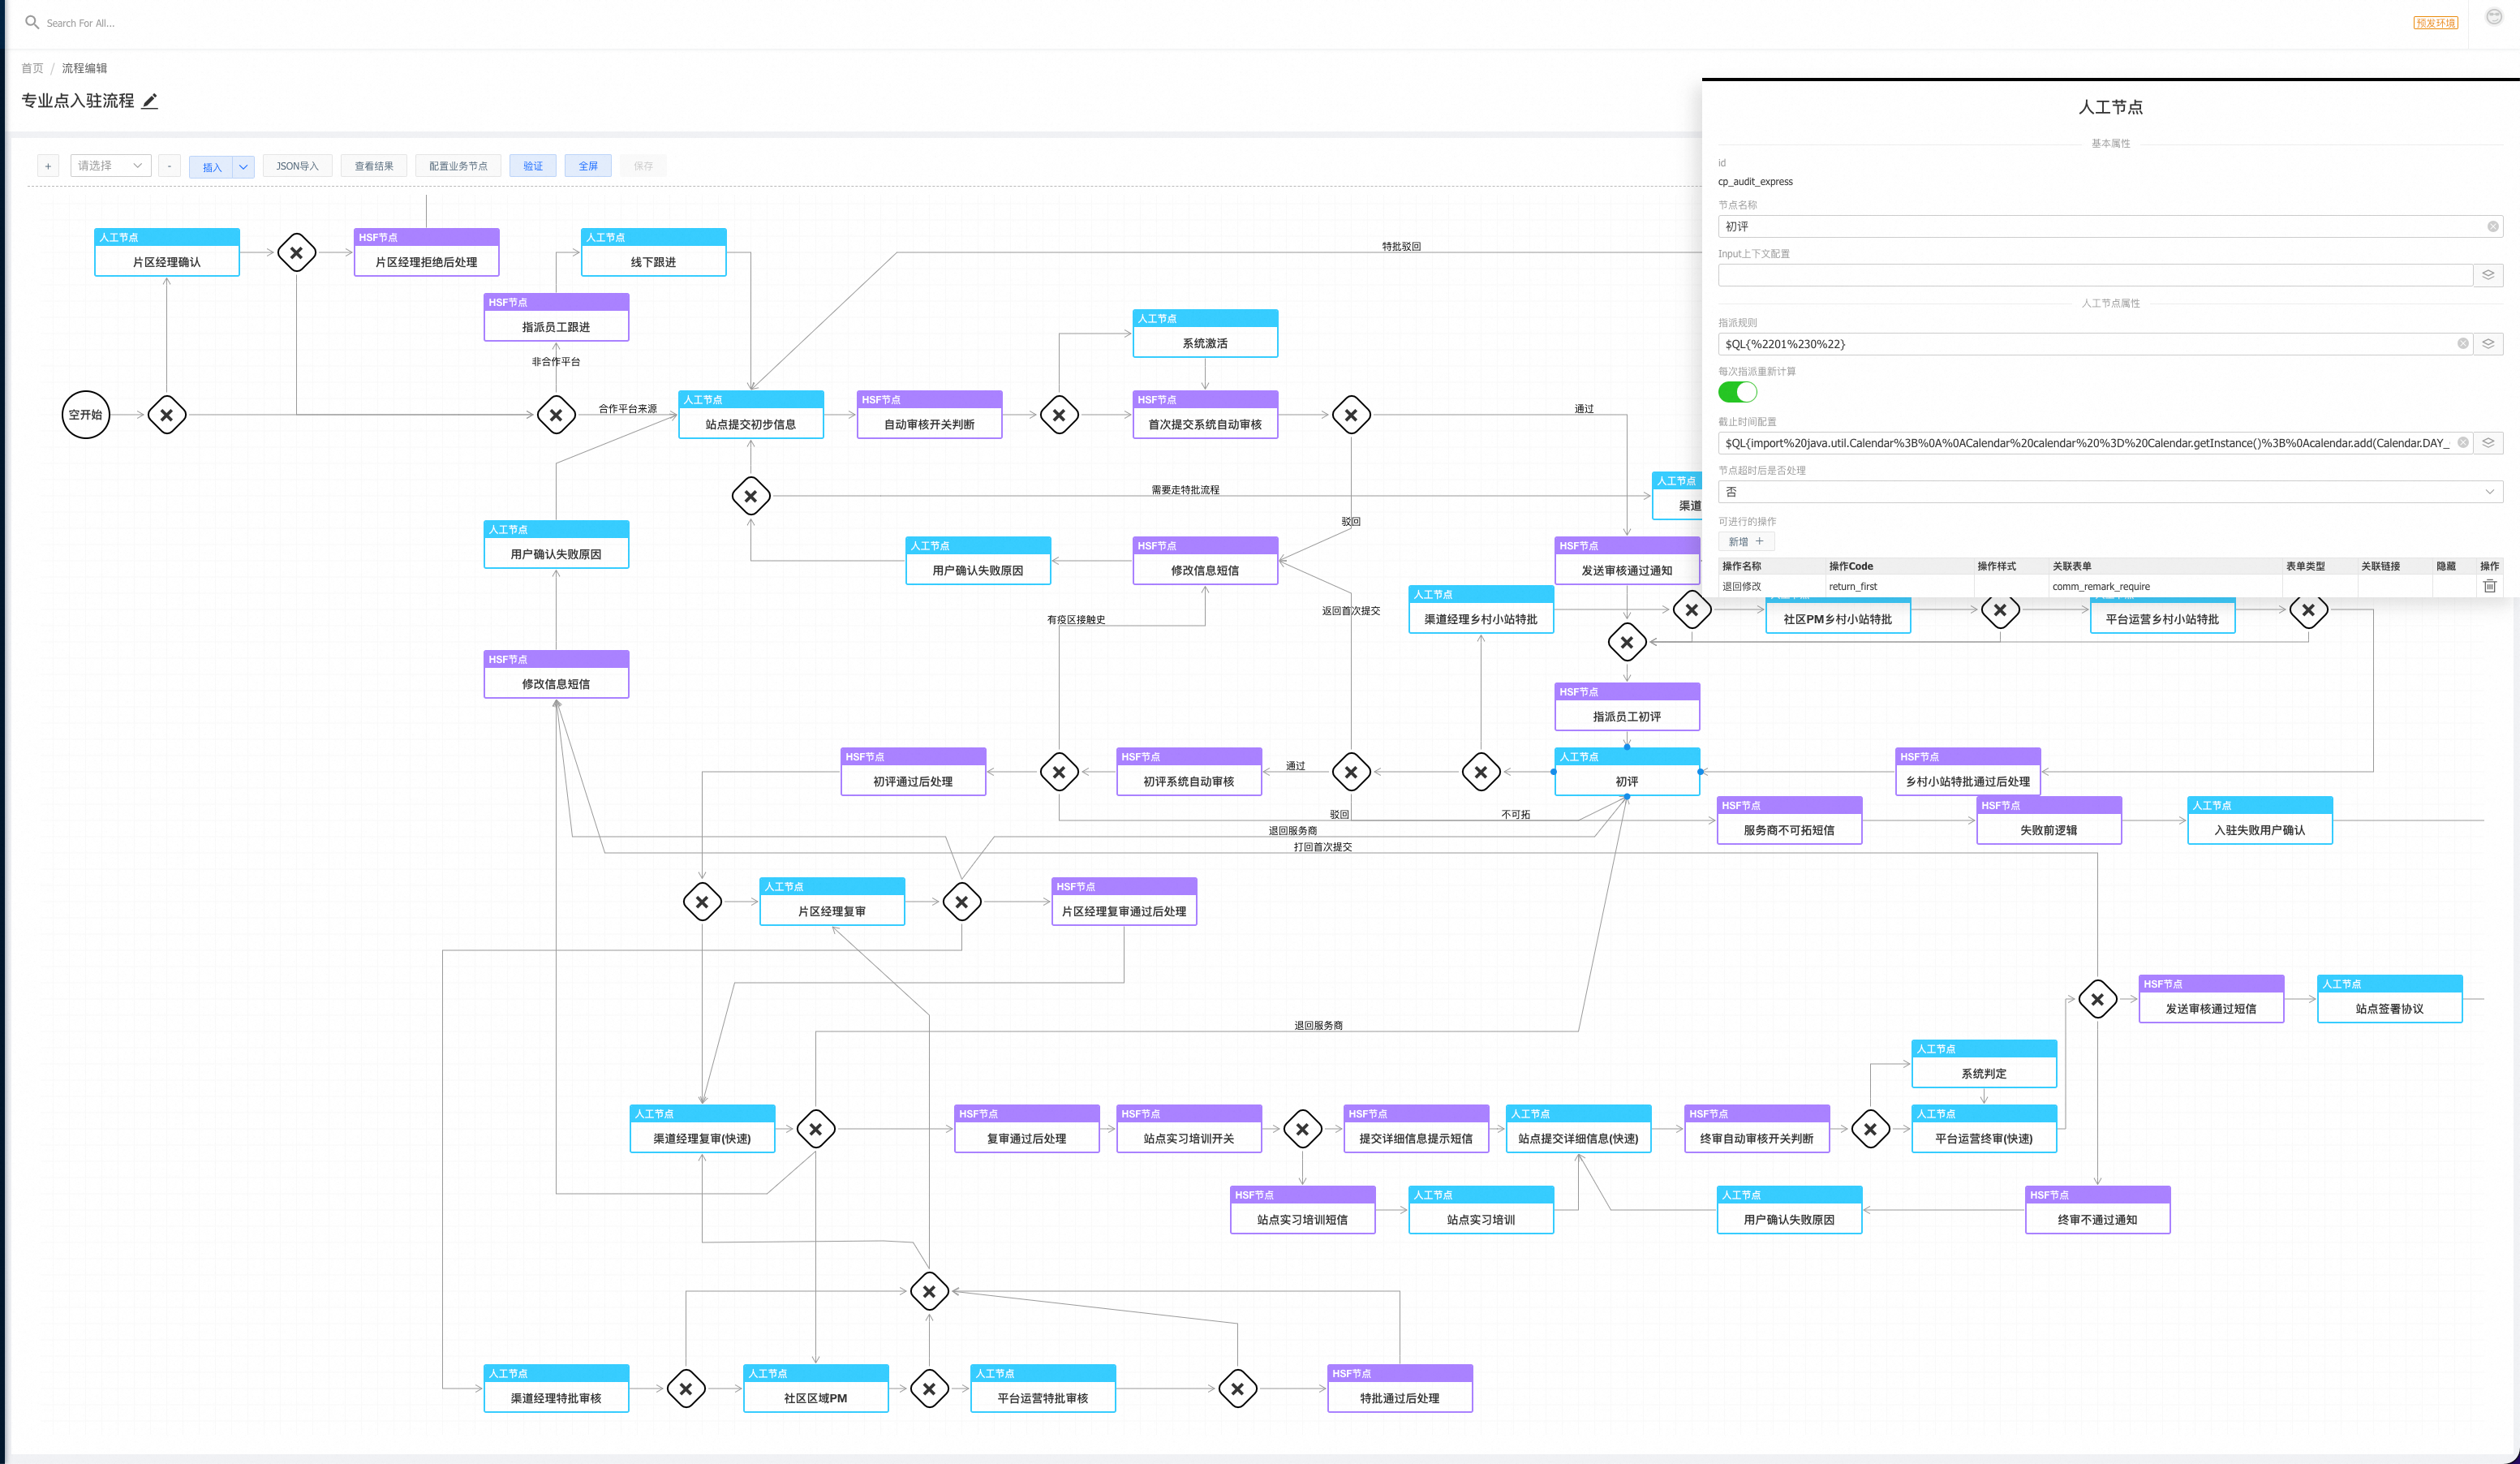 Search For All...
预发环境
首页 / 流程编辑
专业点入驻流程
+
请选择
-
插入
JSON导入
查看结果
配置业务节点
验证
全屏
保存
人工节点
片区经理确认
HSF节点
片区经理拒绝后处理
人工节点
线下跟进
特批驳回
HSF节点
指派员工跟进
非合作平台
人工节点
系统激活
空开始
合作平台来源
人工节点
站点提交初步信息
HSF节点
自动审核开关判断
HSF节点
首次提交系统自动审核
通过
需要走特批流程
人工节点
渠道
驳回
人工节点
用户确认失败原因
人工节点
用户确认失败原因
HSF节点
修改信息短信
HSF节点
发送审核通过通知
有疫区接触史
返回首次提交
人工节点
渠道经理乡村小站特批
社区PM乡村小站特批
平台运营乡村小站特批
HSF节点
修改信息短信
HSF节点
指派员工初评
HSF节点
初评通过后处理
HSF节点
初评系统自动审核
通过
人工节点
初评
HSF节点
乡村小站特批通过后处理
驳回
不可拓
HSF节点
服务商不可拓短信
HSF节点
失败前逻辑
人工节点
入驻失败用户确认
退回服务商
打回首次提交
人工节点
片区经理复审
HSF节点
片区经理复审通过后处理
HSF节点
发送审核通过短信
人工节点
站点签署协议
退回服务商
人工节点
系统判定
人工节点
渠道经理复审(快速)
HSF节点
复审通过后处理
HSF节点
站点实习培训开关
HSF节点
提交详细信息提示短信
人工节点
站点提交详细信息(快速)
HSF节点
终审自动审核开关判断
人工节点
平台运营终审(快速)
HSF节点
站点实习培训短信
人工节点
站点实习培训
人工节点
用户确认失败原因
HSF节点
终审不通过通知
人工节点
渠道经理特批审核
人工节点
社区区域PM
人工节点
平台运营特批审核
HSF节点
特批通过后处理
人工节点
基本属性
id
cp_audit_express
节点名称
初评
Input上下文配置
人工节点属性
指派规则
$QL{%2201%230%22}
每次指派重新计算
截止时间配置
$QL{import%20java.util.Calendar%3B%0A%0ACalendar%20calendar%20%3D%20Calendar.getInstance()%3B%0Acalendar.add(Calendar.DAY_
节点超时后是否处理
否
可进行的操作
新增 +
操作名称 操作Code 操作样式 关联表单 表单类型 关联链接 隐藏 操作
退回修改 return_first comm_remark_require